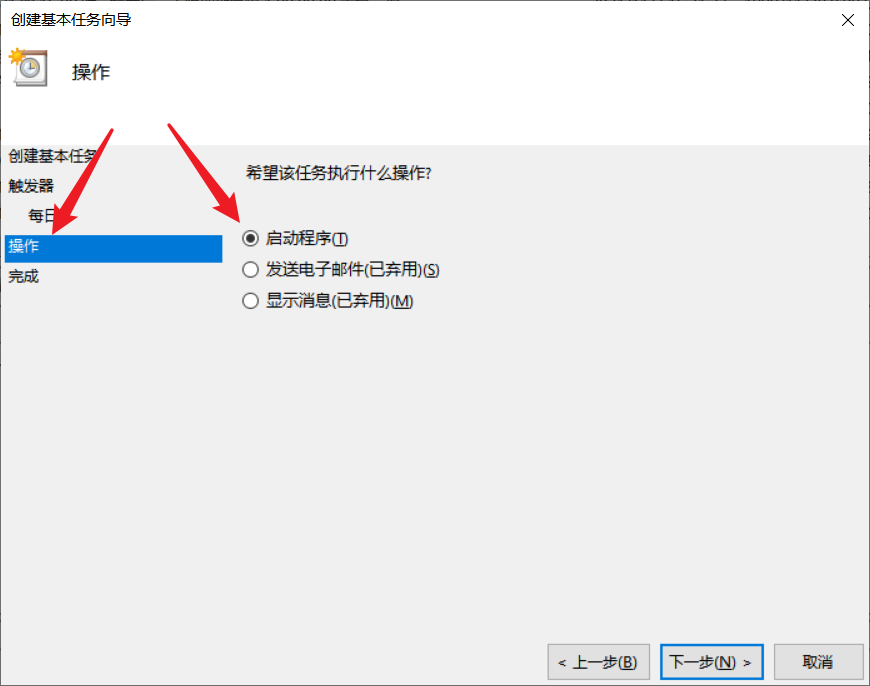 创建基本任务向导
操作
创建基本任务
触发器
每日
操作
完成
希望该任务执行什么操作?
启动程序(T)
发送电子邮件(已弃用)(S)
显示消息(已弃用)(M)
< 上一步(B)
下一步(N) >
取消